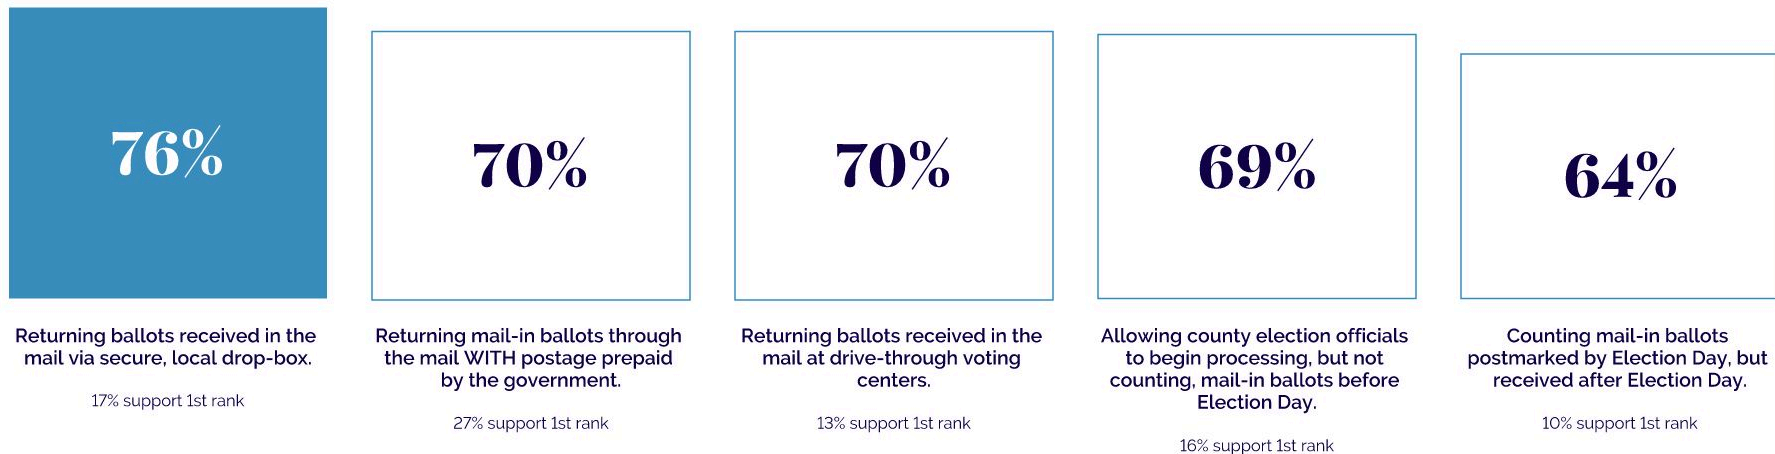 76%
Returning ballots received in the
mail via secure, local drop-box.
17% support 1st rank
70%
Returning mail-in ballots through
the mail WITH postage prepaid
by the government.
27% support 1st rank
70%
Returning ballots received in the
mail at drive-through voting
centers.
13% support 1st rank
69%
Allowing county election officials
to begin processing, but not
counting, mail-in ballots before
Election Day.
16% support 1st rank
64%
Counting mail-in ballots
postmarked by Election Day, but
received after Election Day.
10% support 1st rank